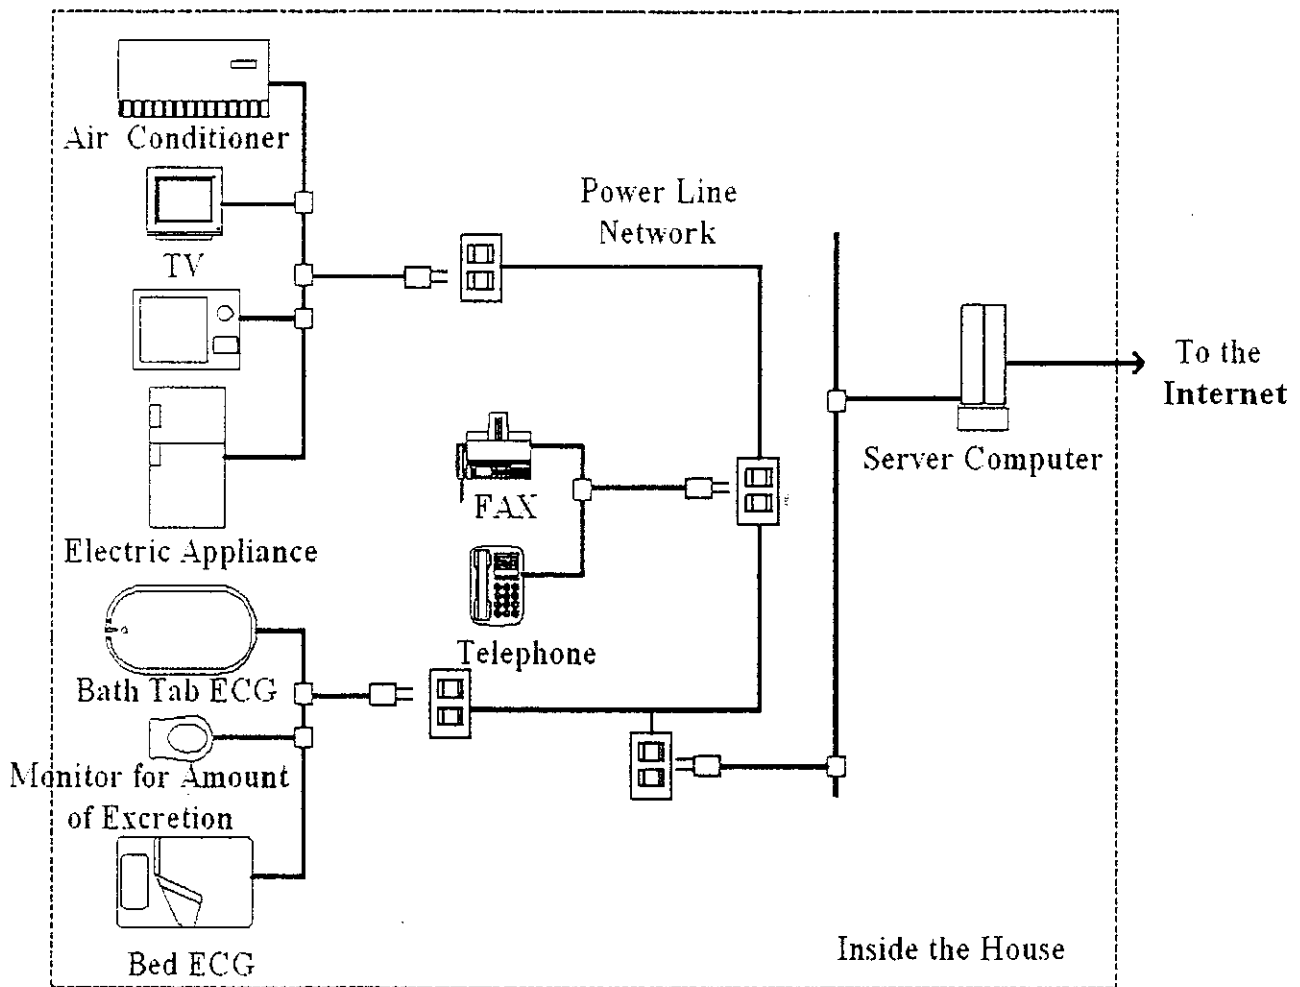 Air Conditioner
TV
Power Line
Network
To the
Internet
Server Computer
FAX
Electric Appliance
Telephone
Bath Tab ECG
Monitor for Amount
of Excretion
Bed ECG
Inside the House